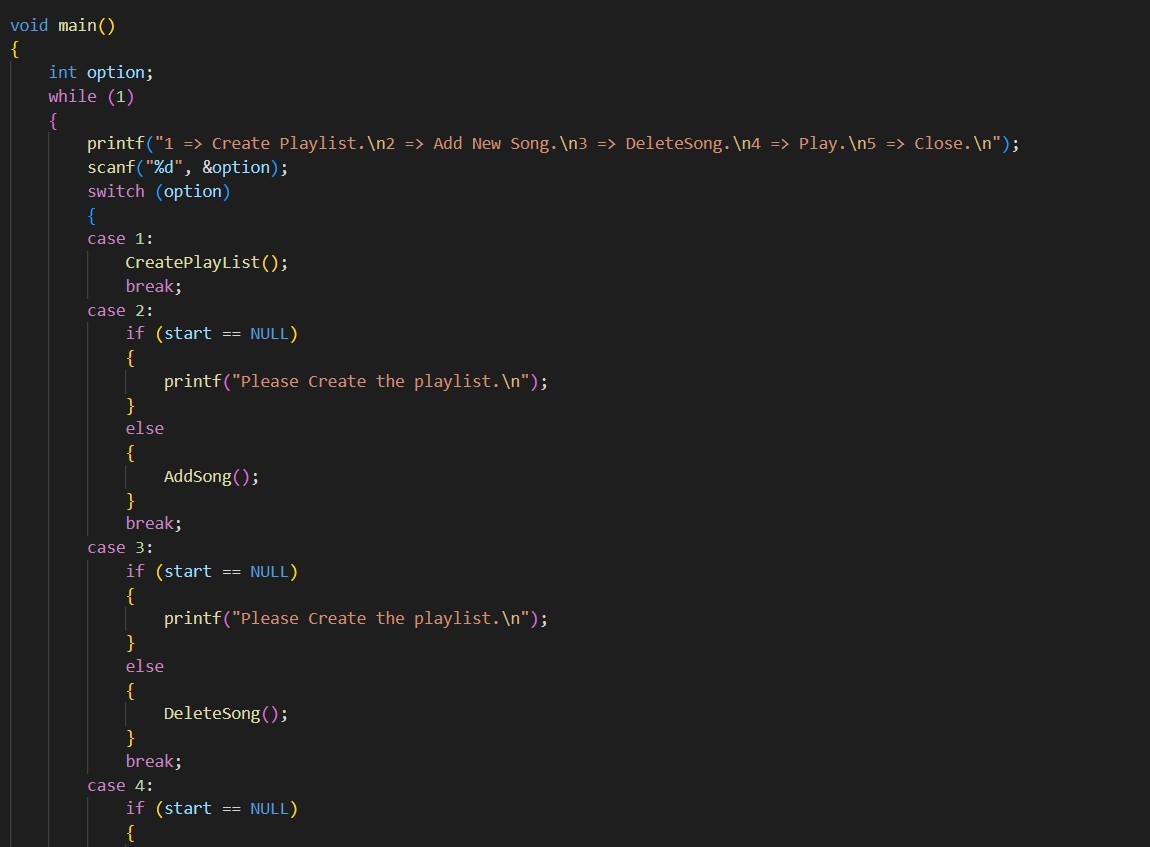 void main()
{
    int option;
    while (1)
    {
        printf("1 => Create Playlist.\n2 => Add New Song.\n3 => DeleteSong.\n4 => Play.\n5 => Close.\n");
        scanf("%d", &option);
        switch (option)
        {
        case 1:
            CreatePlayList();
            break;
        case 2:
            if (start == NULL)
            {
                printf("Please Create the playlist.\n");
            }
            else
            {
                AddSong();
            }
            break;
        case 3:
            if (start == NULL)
            {
                printf("Please Create the playlist.\n");
            }
            else
            {
                DeleteSong();
            }
            break;
        case 4:
            if (start == NULL)
            {